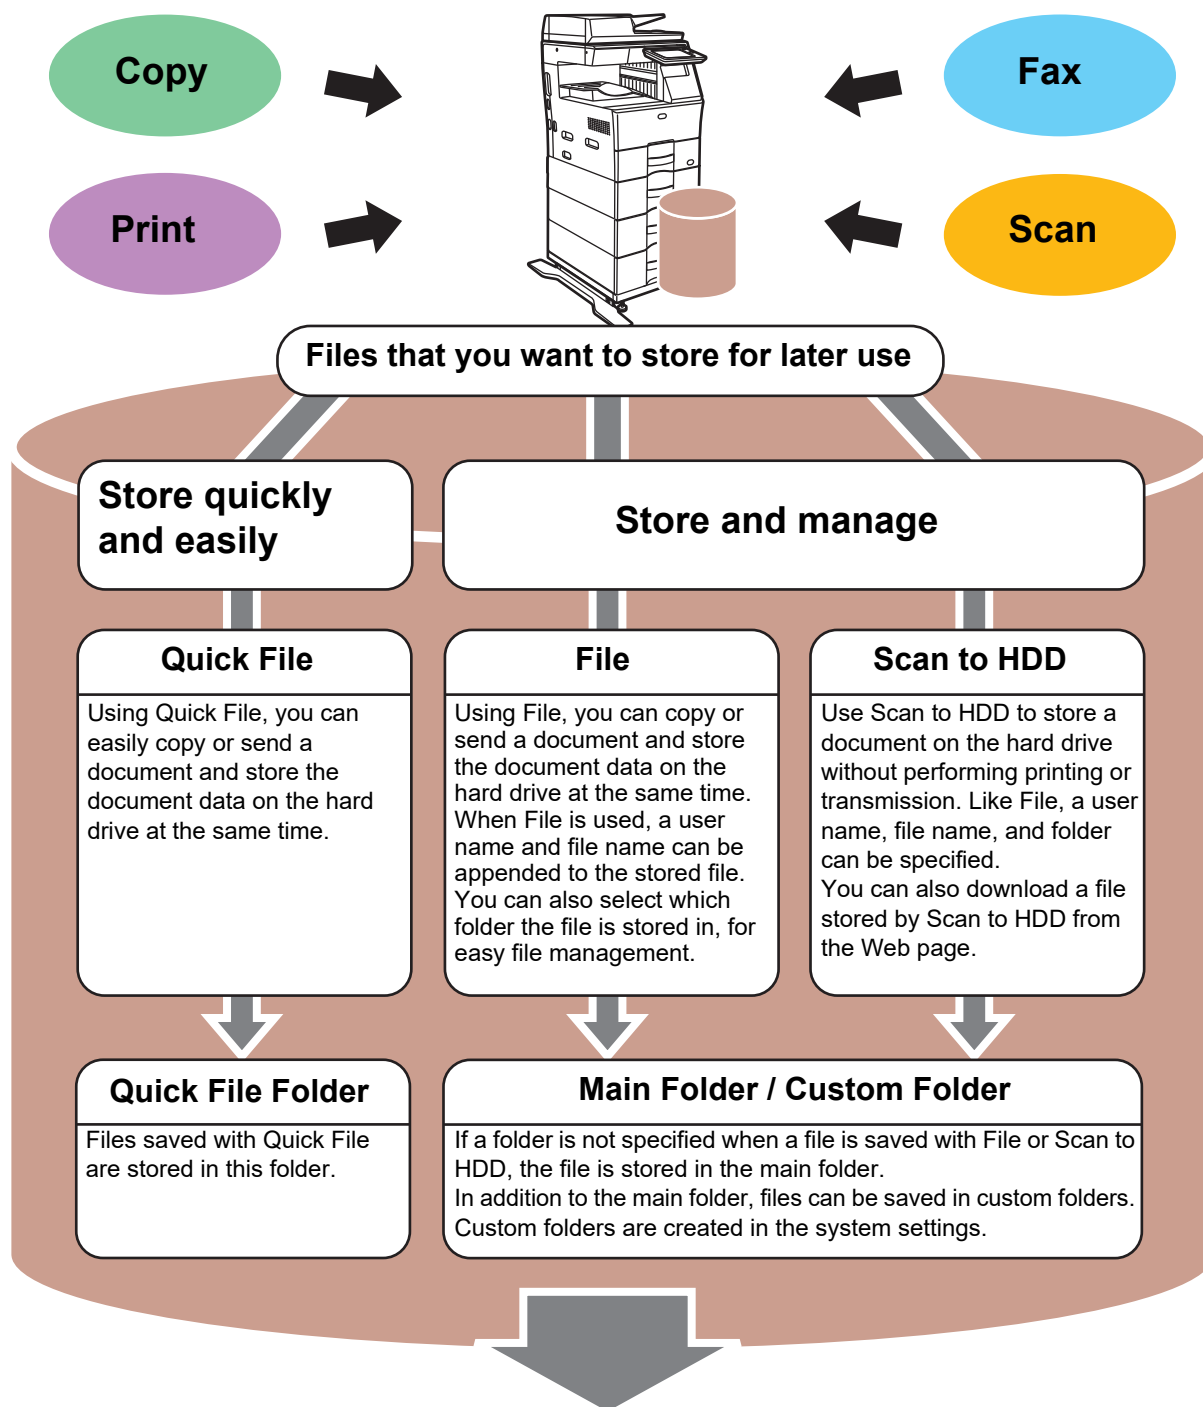 Copy
Fax
Print
Scan
Files that you want to store for later use
Store quickly
and easily
Store and manage
Quick File
Using Quick File, you can
easily copy or send a
document and store the
document data on the hard
drive at the same time.
File
Using File, you can copy or
send a document and store
the document data on the
hard drive at the same time.
When File is used, a user
name and file name can be
appended to the stored file.
You can also select which
folder the file is stored in, for
easy file management.
Scan to HDD
Use Scan to HDD to store a
document on the hard drive
without performing printing or
transmission. Like File, a user
name, file name, and folder
can be specified.
You can also download a file
stored by Scan to HDD from
the Web page.
Quick File Folder
Files saved with Quick File
are stored in this folder.
Main Folder / Custom Folder
If a folder is not specified when a file is saved with File or Scan to
HDD, the file is stored in the main folder.
In addition to the main folder, files can be saved in custom folders.
Custom folders are created in the system settings.